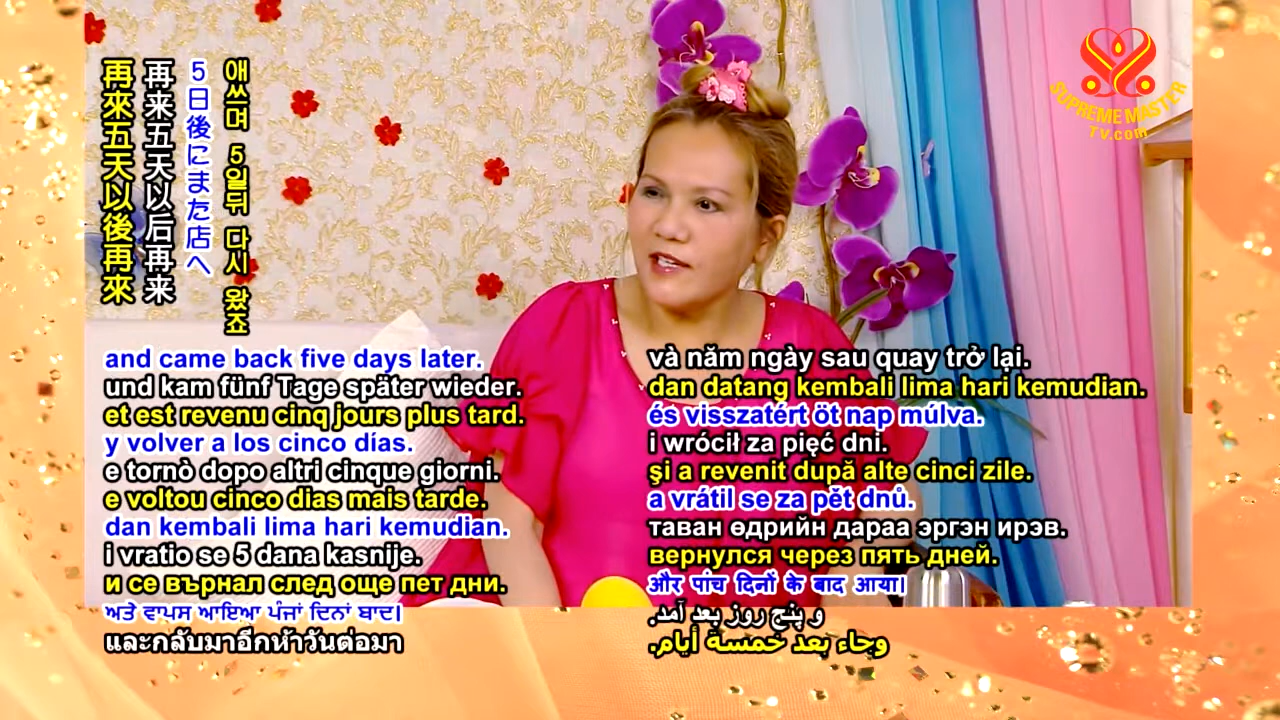 再來五天以後再來
再来五天以后再来
5日後にまた店へ
애쓰며 5일뒤 다시 왔죠
SUPREME MASTER
TV.com
and came back five days later.
und kam fünf Tage später wieder.
et est revenu cinq jours plus tard.
y volver a los cinco días.
e tornò dopo altri cinque giorni.
e voltou cinco dias mais tarde.
dan kembali lima hari kemudian.
i vratio se 5 dana kasnije.
и се върнал след още пет дни.
ਅਤੇ ਵਾਪਸ ਆਇਆ ਪੰਜਾਂ ਦਿਨਾਂ ਬਾਦ।
และกลับมาอีกห้าวันต่อมา
và năm ngày sau quay trở lại.
dan datang kembali lima hari kemudian.
és visszatért öt nap múlva.
i wrócił za pięć dni.
şi a revenit după alte cinci zile.
a vrátil se za pět dnů.
таван өдрийн дараа эргэн ирэв.
вернулся через пять дней.
और पांच दिनों के बाद आया।
و پنج روز بعد آمد.
وجاء بعد خمسة أيام.